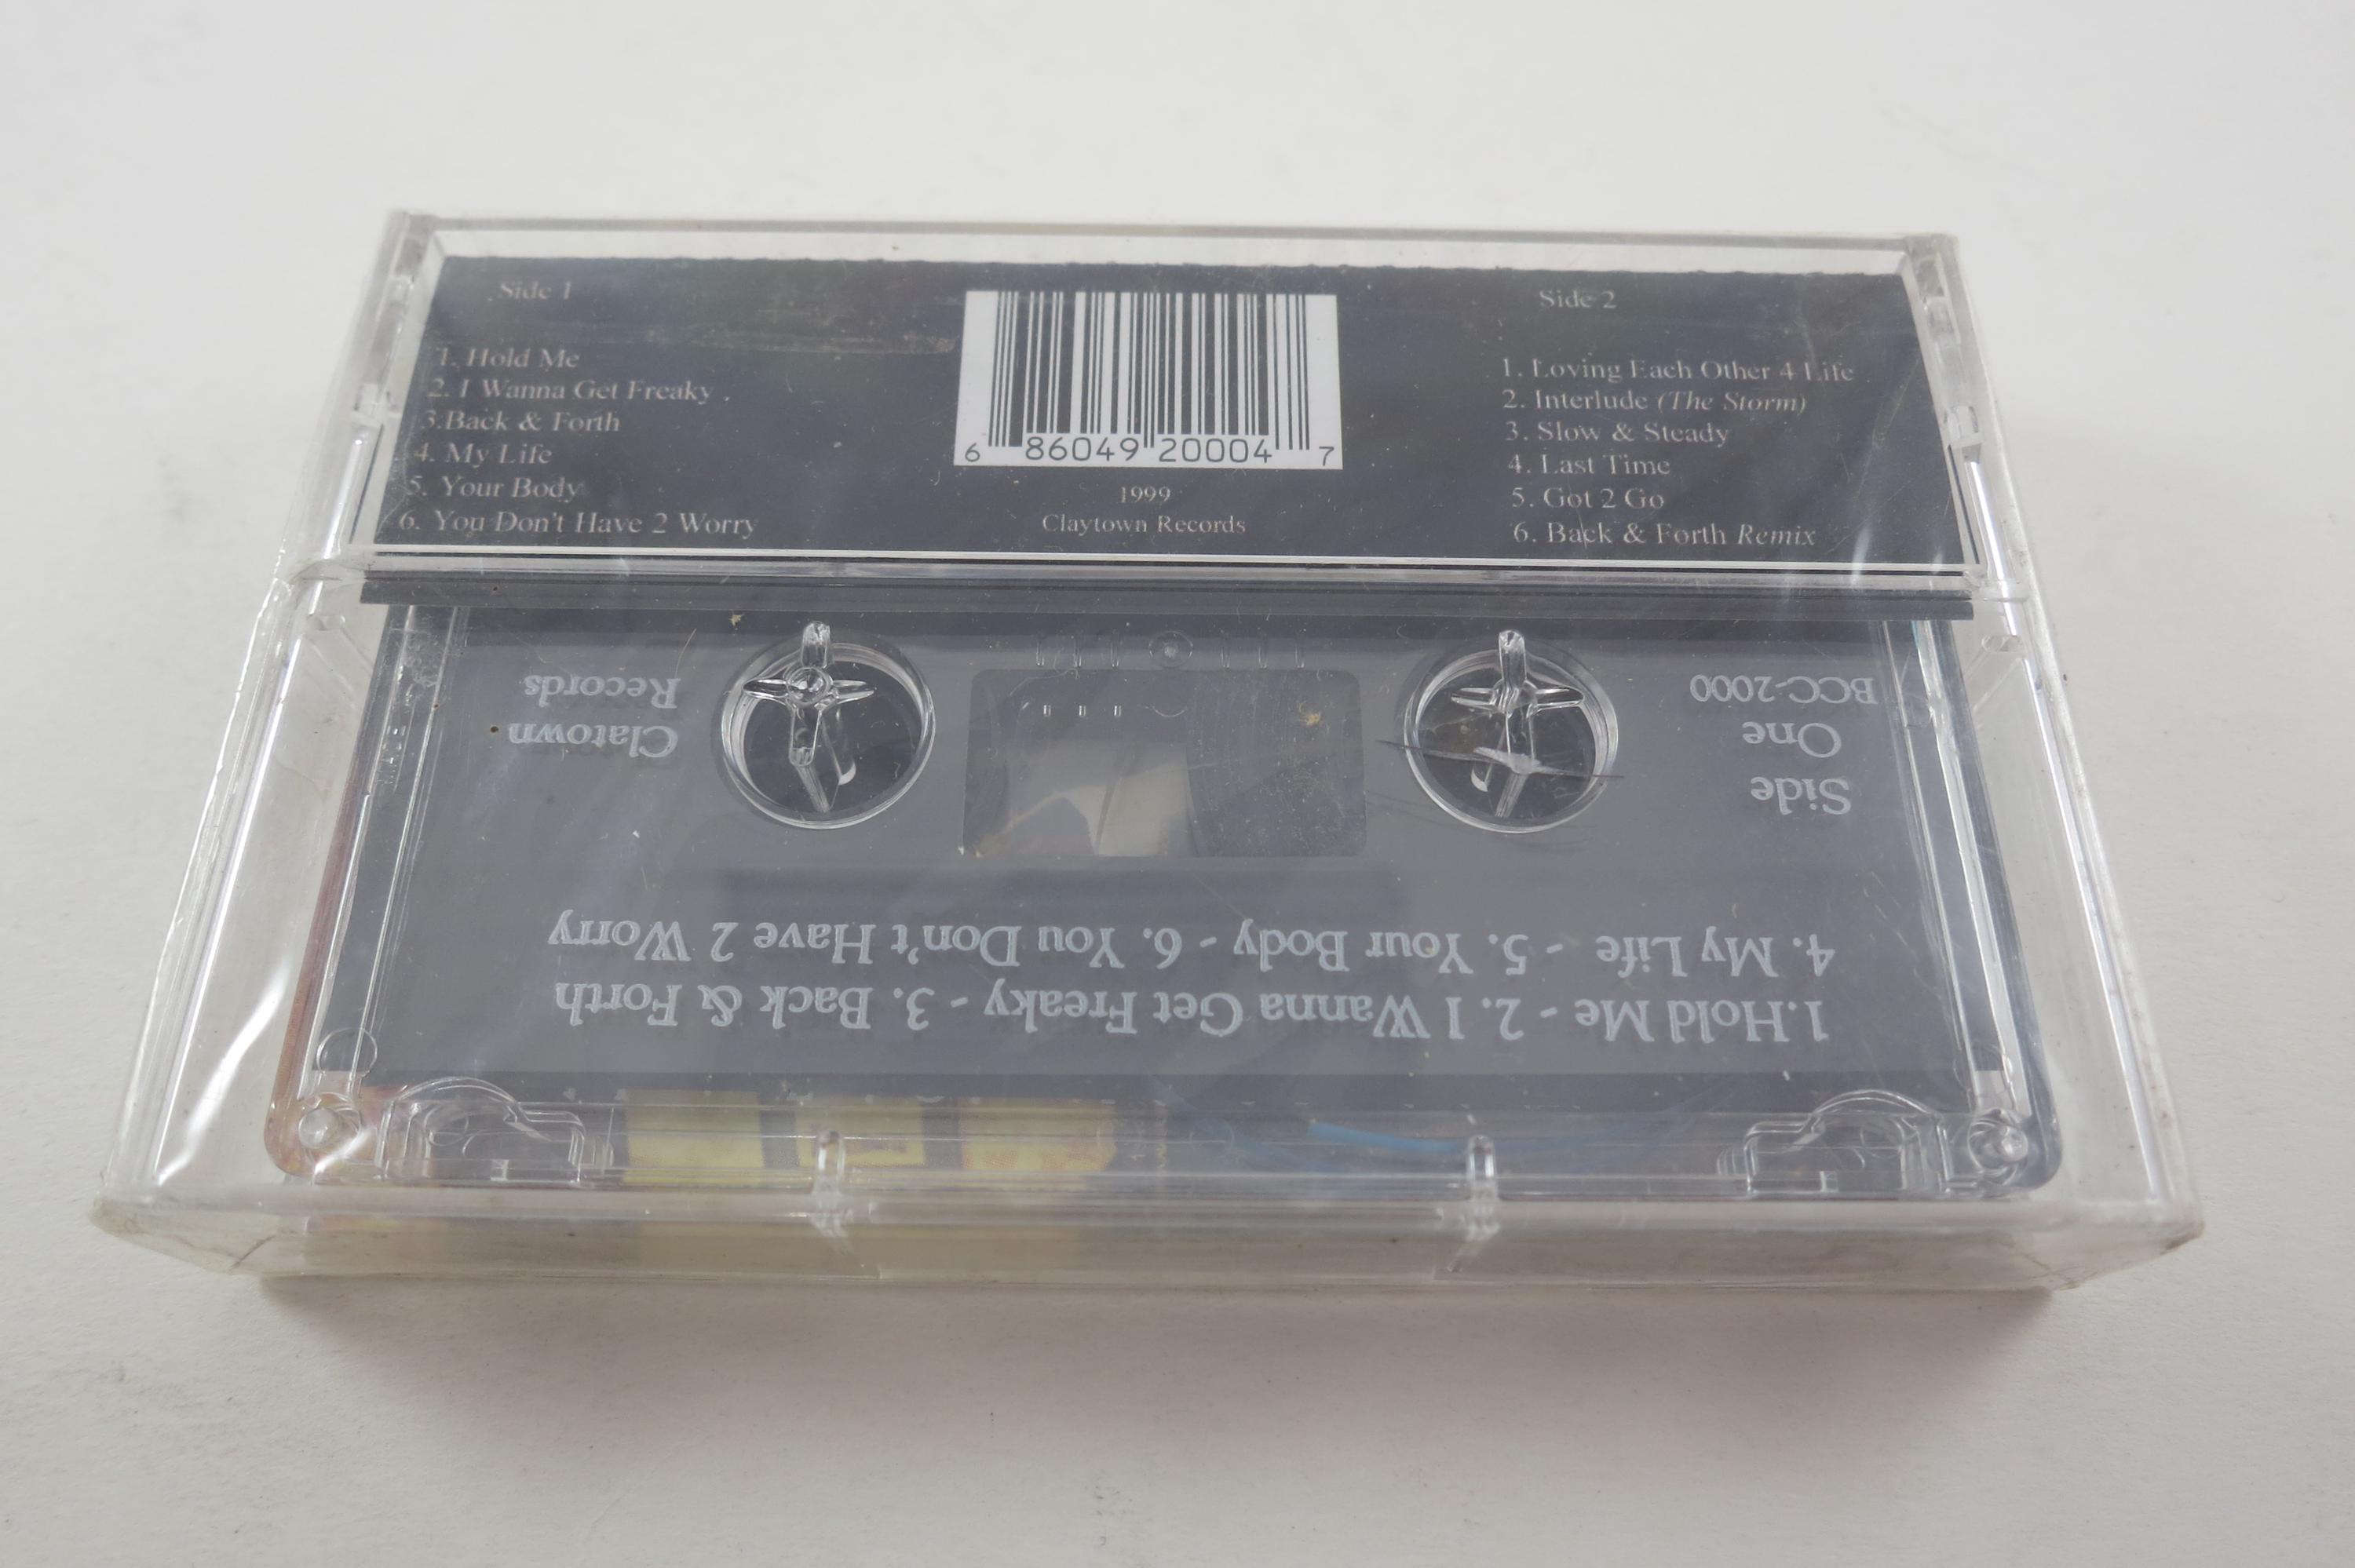 Side 1
1. Hold Me
2. I Wanna Get Freaky
3.Back & Forth
4. My Life
5. Your Body
6. You Don't Have 2 Worry
6 86049 20004 7
1999
Claytown Records
Side 2
1. Loving Each Other 4 Life
2. Interlude (The Storm)
3. Slow & Steady
4. Last Time
5. Got 2 Go
6. Back & Forth Remix
1.Hold Me - 2. I Wanna Get Freaky - 3. Back & Forth
4. My Life - 5. Your Body - 6. You Don't Have 2 Worry
Side
One
BCC-2000
Clatown
Records